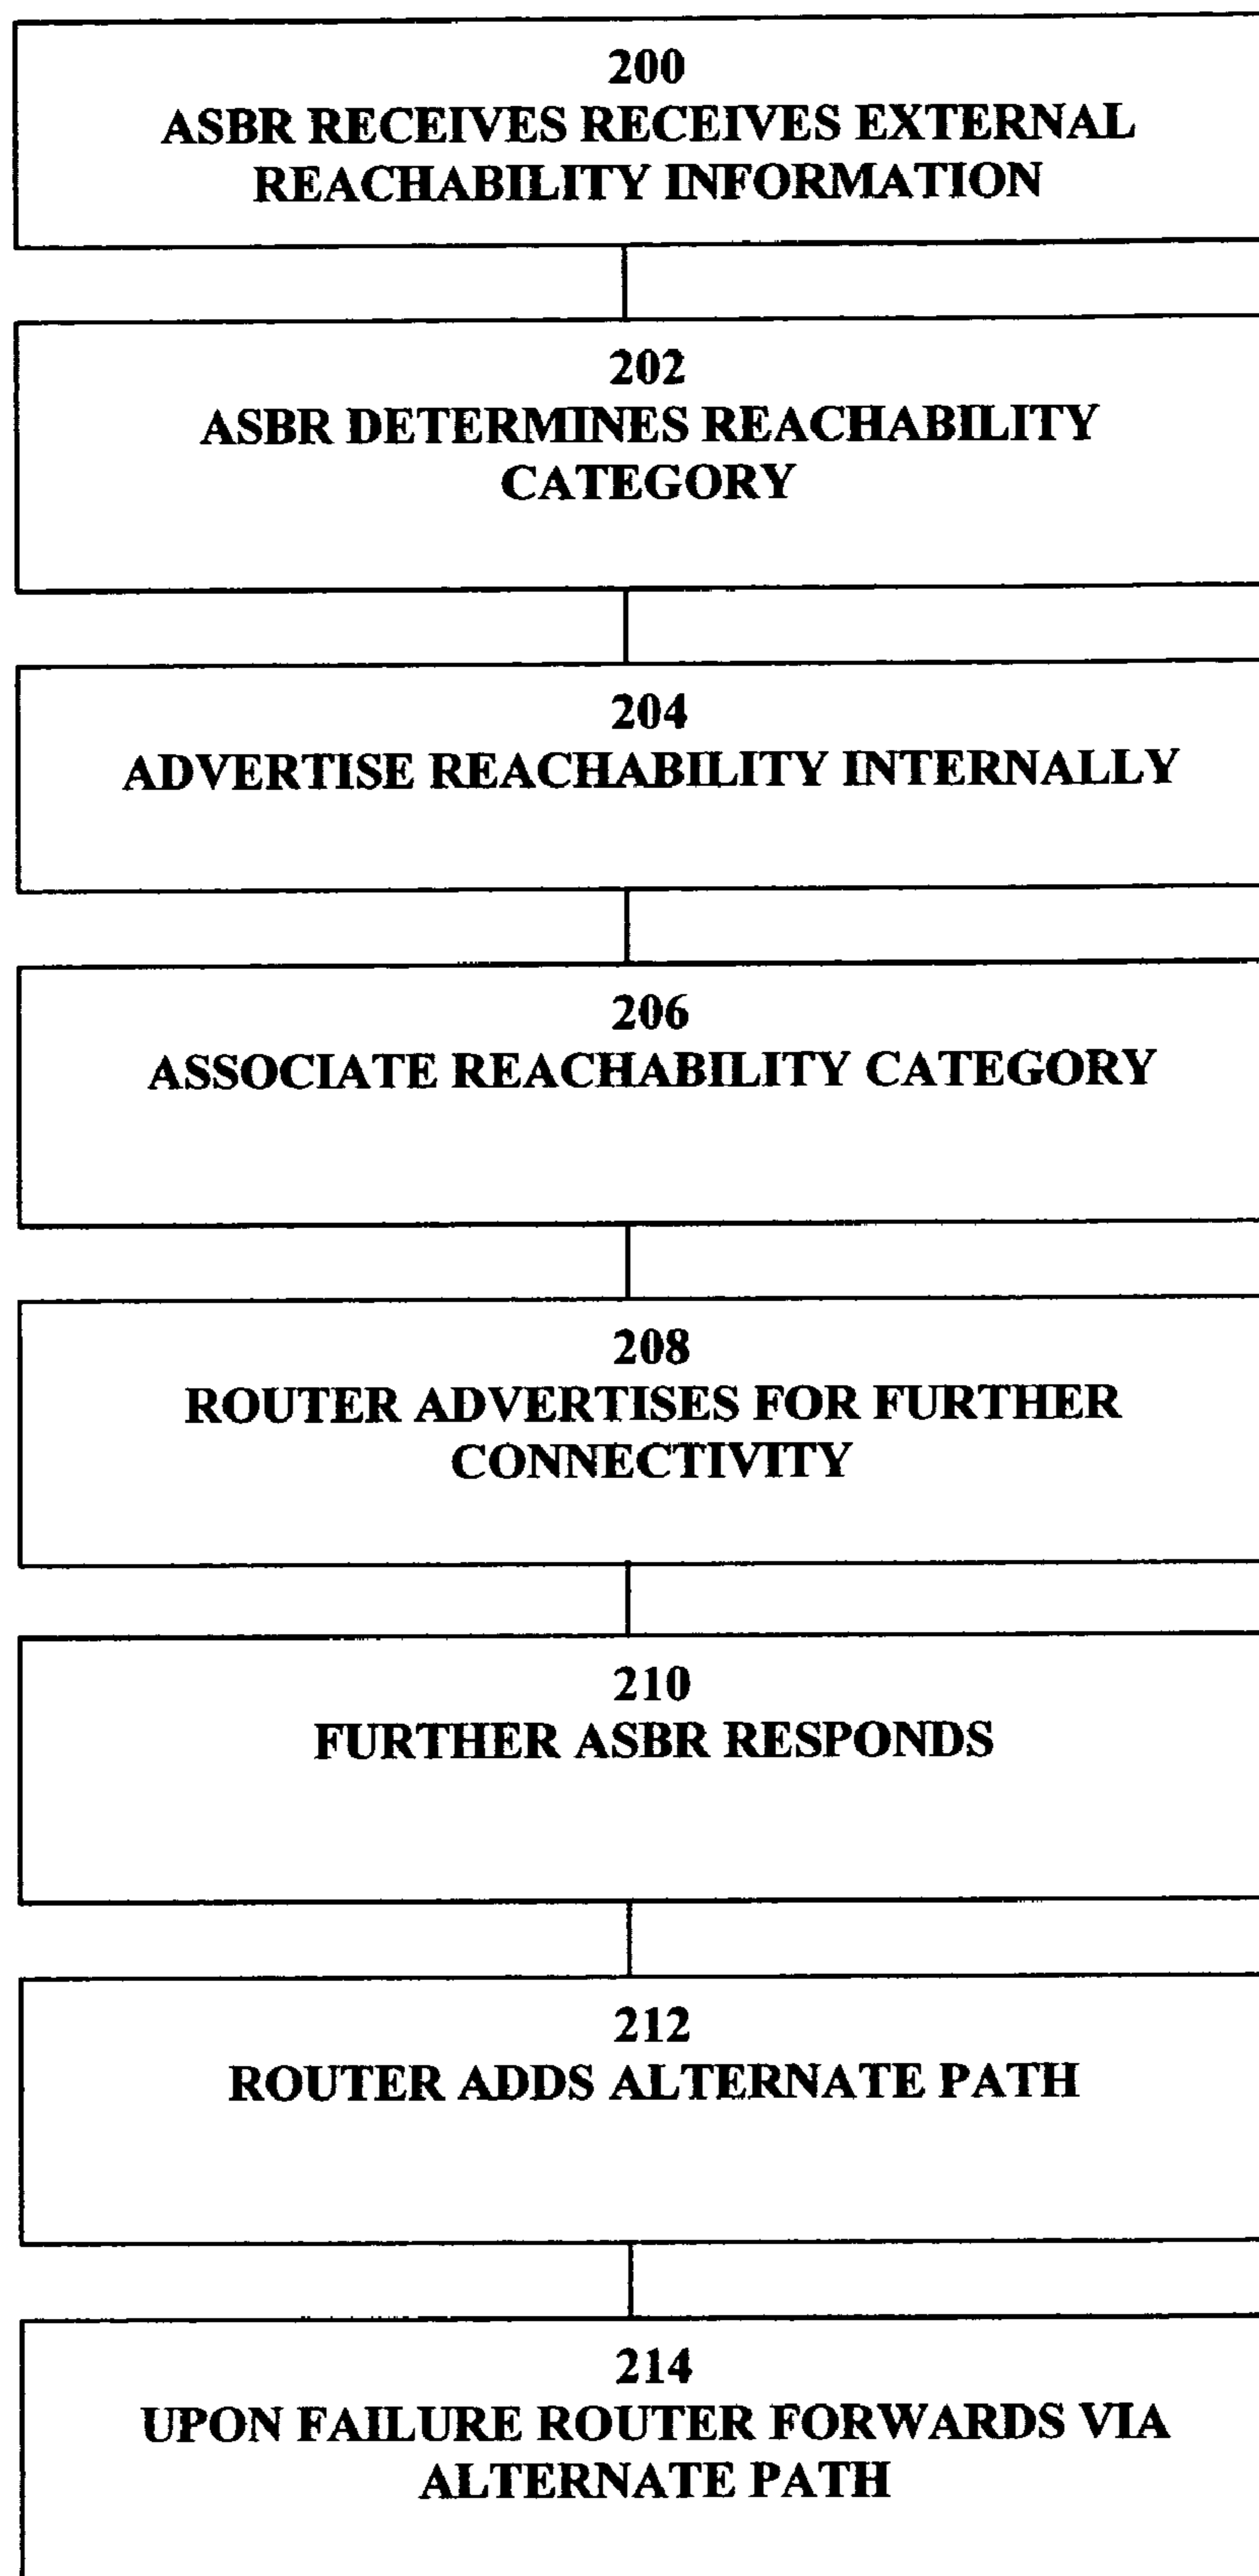 200
ASBR RECEIVES RECEIVES EXTERNAL
REACHABILITY INFORMATION
202
ASBR DETERMINES REACHABILITY
CATEGORY
204
ADVERTISE REACHABILITY INTERNALLY
206
ASSOCIATE REACHABILITY CATEGORY
208
ROUTER ADVERTISES FOR FURTHER
CONNECTIVITY
210
FURTHER ASBR RESPONDS
212
ROUTER ADDS ALTERNATE PATH
214
UPON FAILURE ROUTER FORWARDS VIA
ALTERNATE PATH